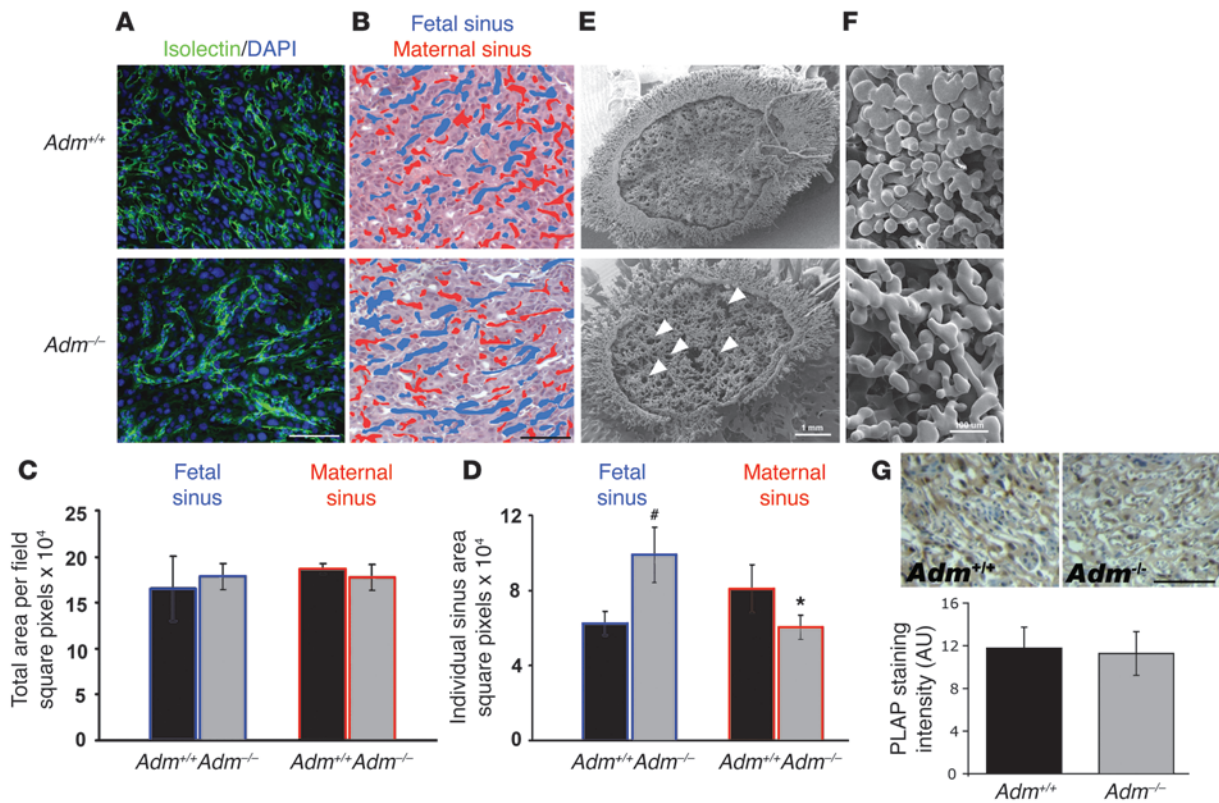 A
Isolectin/DAPI
B
Fetal sinus
Maternal sinus
E
F
Adm+/+
Adm-/-
1 mm
100 um
C
Fetal sinus
Maternal sinus
Total area per field
square pixels x 10⁴
25
20
15
10
5
0
Adm+/+ Adm-/-
Adm+/+ Adm-/-
D
Fetal sinus
Maternal sinus
Individual sinus area
square pixels x 10⁴
12
8
4
0
#
*
Adm+/+ Adm-/-
Adm+/+ Adm-/-
G
Adm+/+
Adm-/-
PLAP staining
intensity (AU)
16
12
8
4
0
Adm+/+
Adm-/-